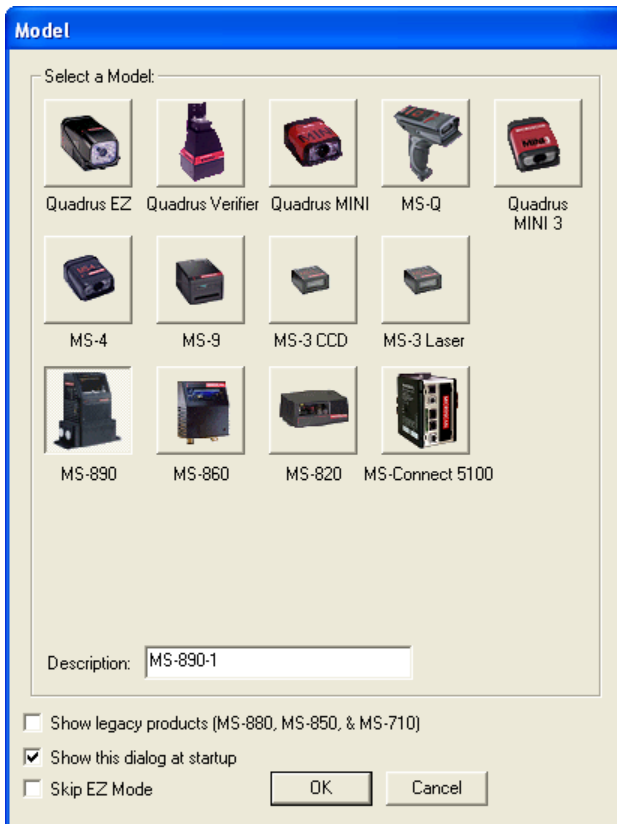 Model
Select a Model:
Quadrus EZ
Quadrus Verifier
Quadrus MINI
MS-Q
Quadrus
MINI 3
MS-4
MS-9
MS-3 CCD
MS-3 Laser
MS-890
MS-860
MS-820
MS-Connect 5100
Description: MS-890-1
Show legacy products (MS-880, MS-850, & MS-710)
Show this dialog at startup
Skip EZ Mode
OK
Cancel